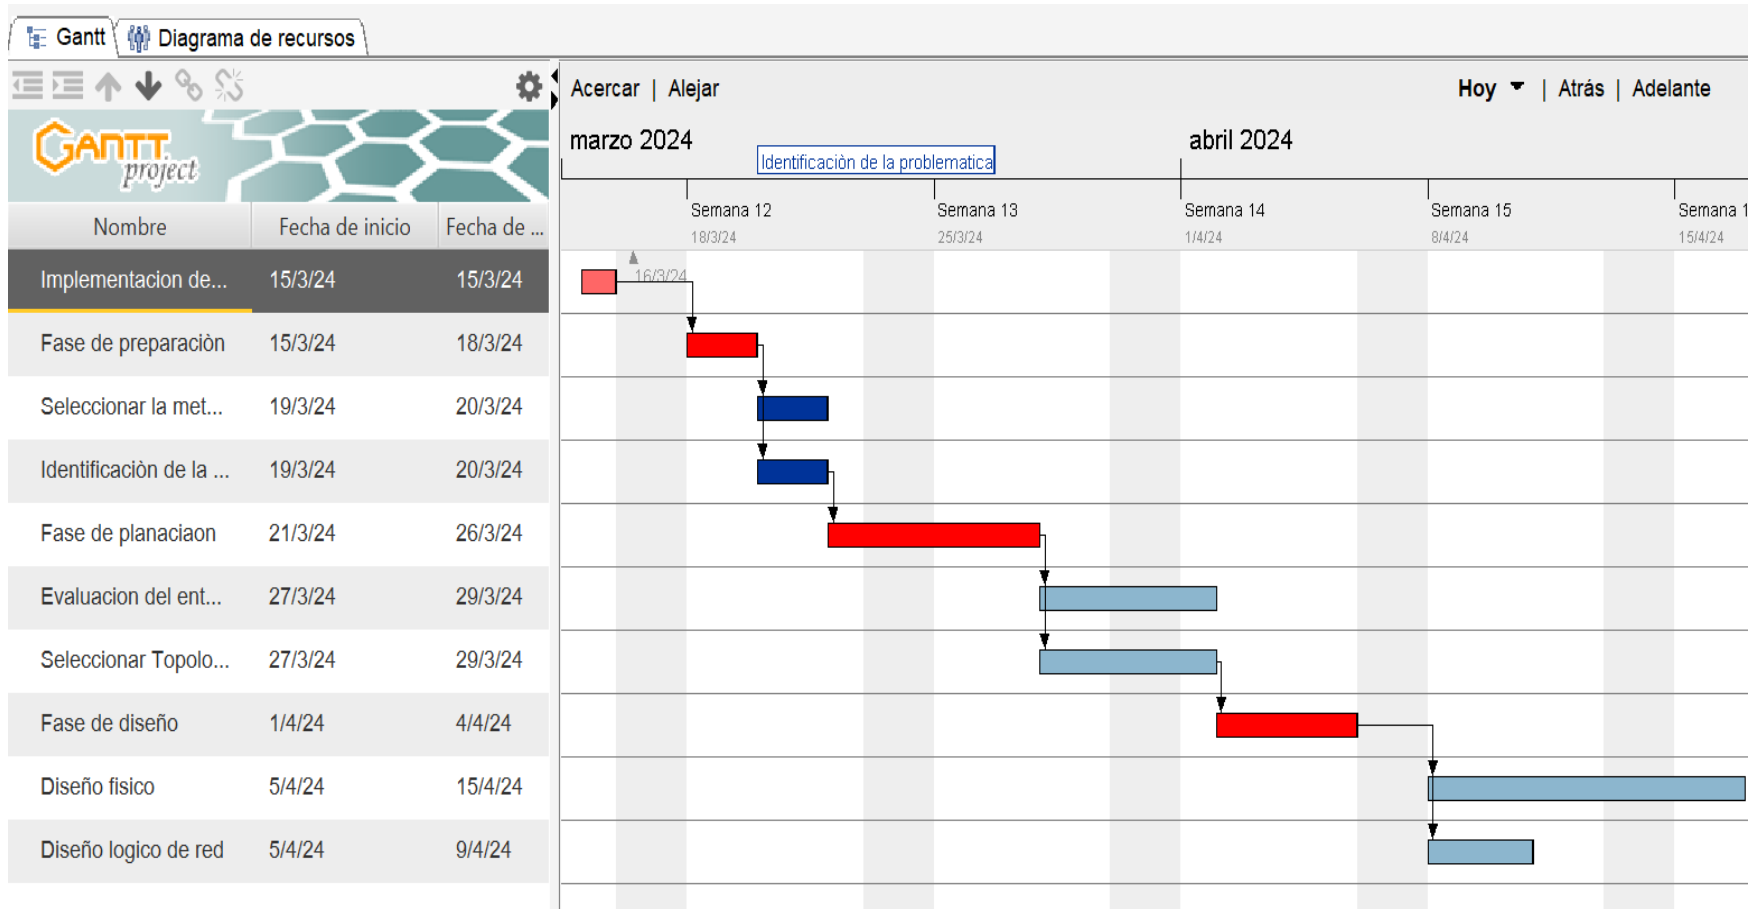 Gantt
Diagrama de recursos
Acercar | Alejar
Hoy | Atrás | Adelante
GANTT
project
marzo 2024
abril 2024
Identificaciòn de la problematica
Semana 12
Semana 13
Semana 14
Semana 15
Semana 1
18/3/24
25/3/24
1/4/24
8/4/24
15/4/24
Nombre Fecha de inicio Fecha de ...
16/3/24
Implementacion de... 15/3/24 15/3/24
Fase de preparaciòn 15/3/24 18/3/24
Seleccionar la met... 19/3/24 20/3/24
Identificaciòn de la ... 19/3/24 20/3/24
Fase de planaciaon 21/3/24 26/3/24
Evaluacion del ent... 27/3/24 29/3/24
Seleccionar Topolo... 27/3/24 29/3/24
Fase de diseño 1/4/24 4/4/24
Diseño fisico 5/4/24 15/4/24
Diseño logico de red 5/4/24 9/4/24